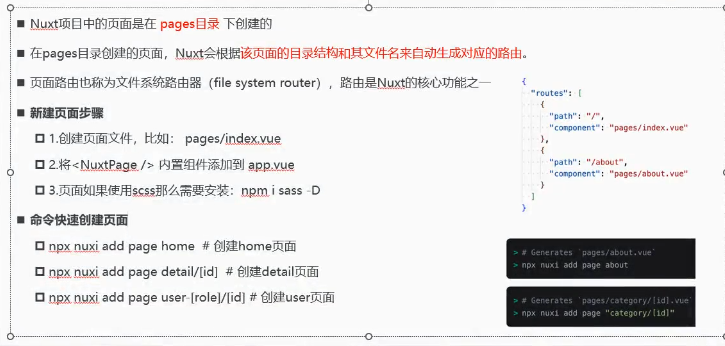 ■ Nuxt项目中的页面是在 pages目录 下创建的
■ 在pages目录创建的页面，Nuxt会根据该页面的目录结构和其文件名来自动生成对应的路由。
■ 页面路由也称为文件系统路由器（file system router），路由是Nuxt的核心功能之一
■ 新建页面步骤
1.创建页面文件，比如： pages/index.vue
2.将<NuxtPage /> 内置组件添加到 app.vue
3.页面如果使用scss那么需要安装：npm i sass -D
■ 命令快速创建页面
npx nuxi add page home # 创建home页面
npx nuxi add page detail/[id] # 创建detail页面
npx nuxi add page user-[role]/[id] # 创建user页面
{
"routes": [
{
"path": "/",
"component": "pages/index.vue"
},
{
"path": "/about",
"component": "pages/about.vue"
}
]
}
> # Generates `pages/about.vue`
> npx nuxi add page about
> # Generates `pages/category/[id].vue`
> npx nuxi add page "category/[id]"